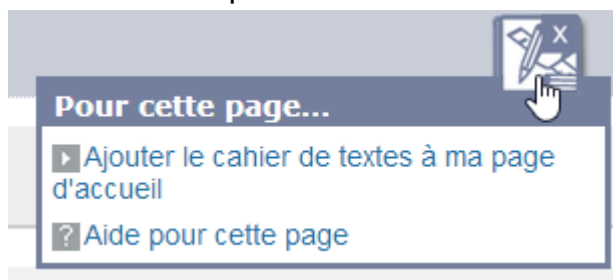 X
Pour cette page...
Ajouter le cahier de textes à ma page
d'accueil
? Aide pour cette page